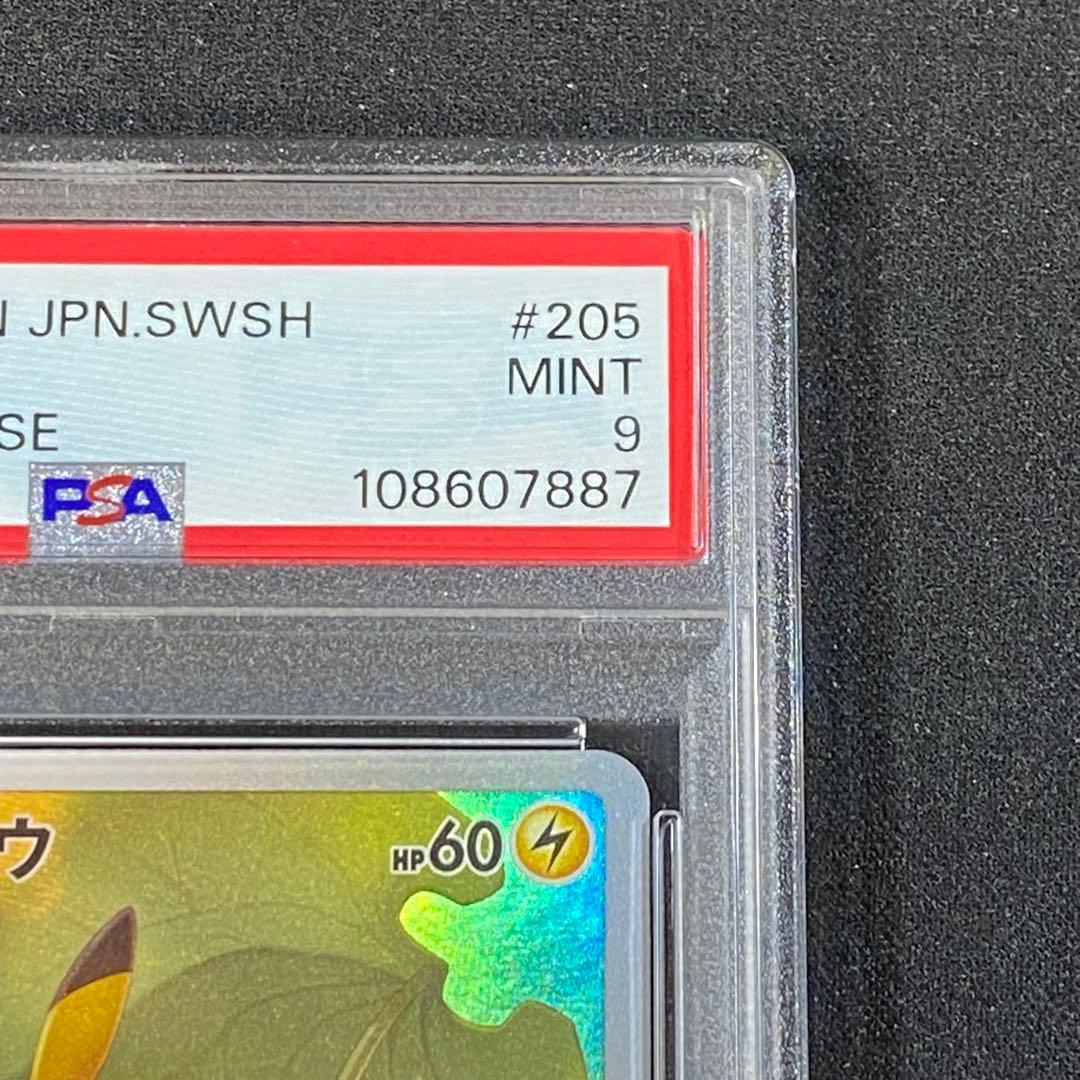 JPN.SWSH #205
MINT
SE 9
PSA 108607887
ウ HP60